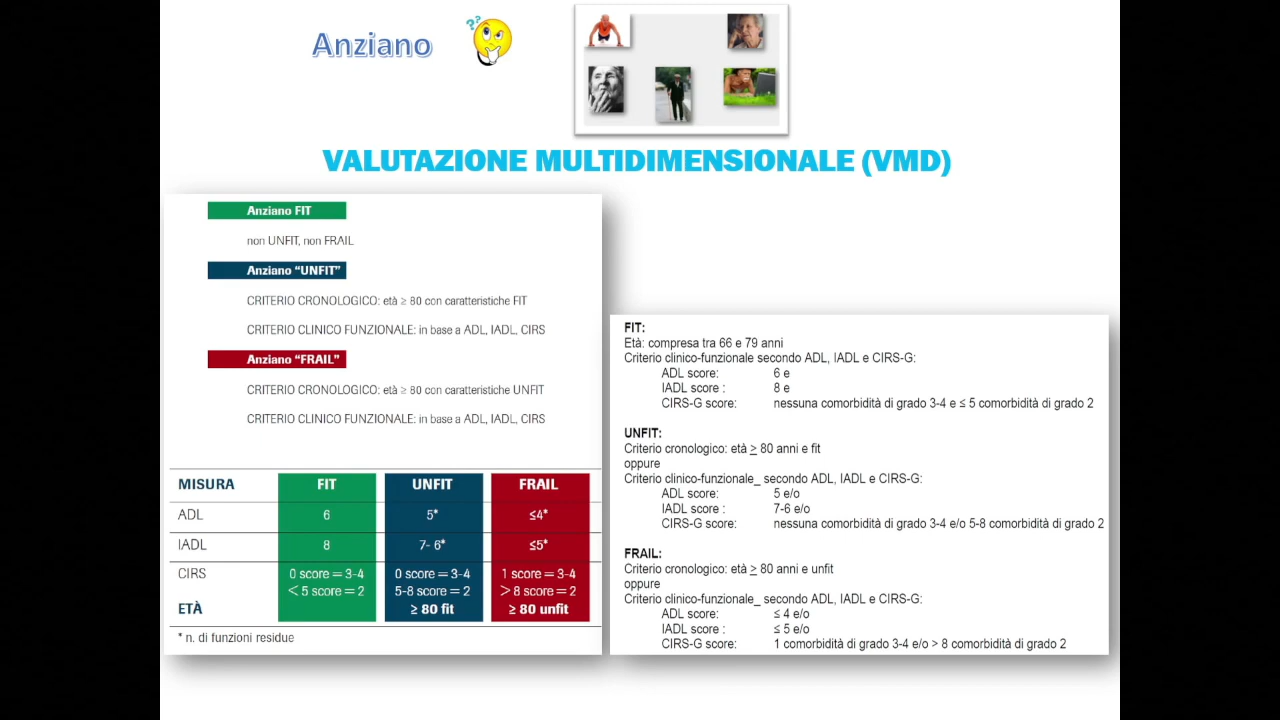 Anziano
??
VALUTAZIONE MULTIDIMENSIONALE (VMD)
Anziano FIT
non UNFIT, non FRAIL
Anziano "UNFIT"
CRITERIO CRONOLOGICO: età ≥ 80 con caratteristiche FIT
CRITERIO CLINICO FUNZIONALE: in base a ADL, IADL, CIRS
Anziano "FRAIL"
CRITERIO CRONOLOGICO: età ≥ 80 con caratteristiche UNFIT
CRITERIO CLINICO FUNZIONALE: in base a ADL, IADL, CIRS
MISURA FIT UNFIT FRAIL
ADL 6 5* ≤4*
IADL 8 7- 6* ≤5*
CIRS 0 score = 3-4 0 score = 3-4 1 score = 3-4
< 5 score = 2 5-8 score = 2 > 8 score = 2
ETÀ ≥ 80 fit ≥ 80 unfit
* n. di funzioni residue
FIT:
Età: compresa tra 66 e 79 anni
Criterio clinico-funzionale secondo ADL, IADL e CIRS-G:
ADL score: 6 e
IADL score : 8 e
CIRS-G score: nessuna comorbidità di grado 3-4 e ≤ 5 comorbidità di grado 2
UNFIT:
Criterio cronologico: età ≥ 80 anni e fit
oppure
Criterio clinico-funzionale_ secondo ADL, IADL e CIRS-G:
ADL score: 5 e/o
IADL score : 7-6 e/o
CIRS-G score: nessuna comorbidità di grado 3-4 e/o 5-8 comorbidità di grado 2
FRAIL:
Criterio cronologico: età ≥ 80 anni e unfit
oppure
Criterio clinico-funzionale_ secondo ADL, IADL e CIRS-G:
ADL score: ≤ 4 e/o
IADL score : ≤ 5 e/o
CIRS-G score: 1 comorbidità di grado 3-4 e/o > 8 comorbidità di grado 2